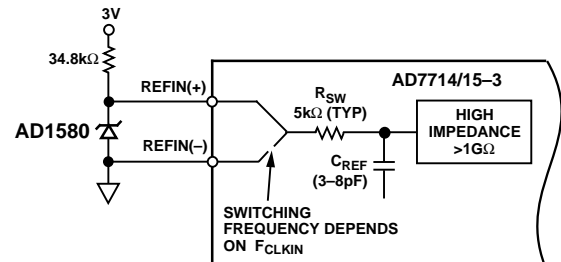 3V
34.8kΩ
REFIN(+)
AD1580
REFIN(–)
AD7714/15–3
RSW
5kΩ (TYP)
HIGH
IMPEDANCE
>1GΩ
CREF
(3–8pF)
SWITCHING
FREQUENCY DEPENDS
ON FCLKIN